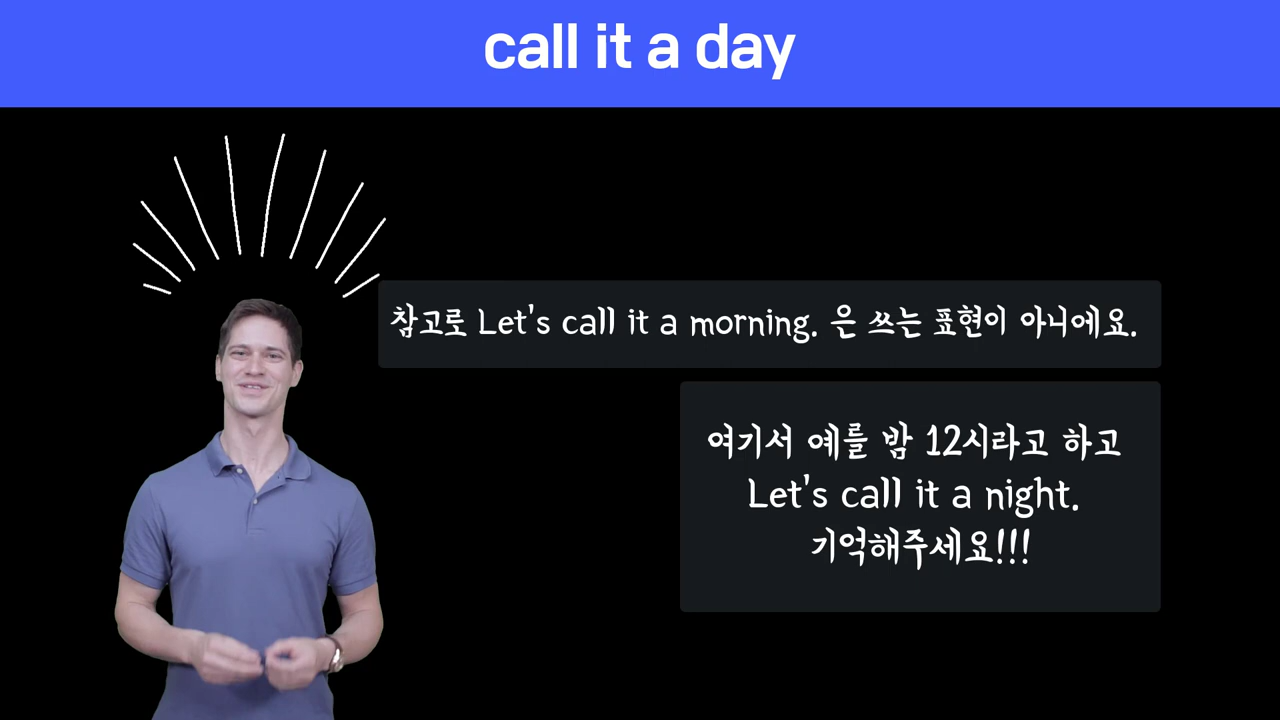 call it a day
참고로 Let's call it a morning. 은 쓰는 표현이 아니에요.
여기서 예를 밤 12시라고 하고
Let's call it a night.
기억해주세요!!!